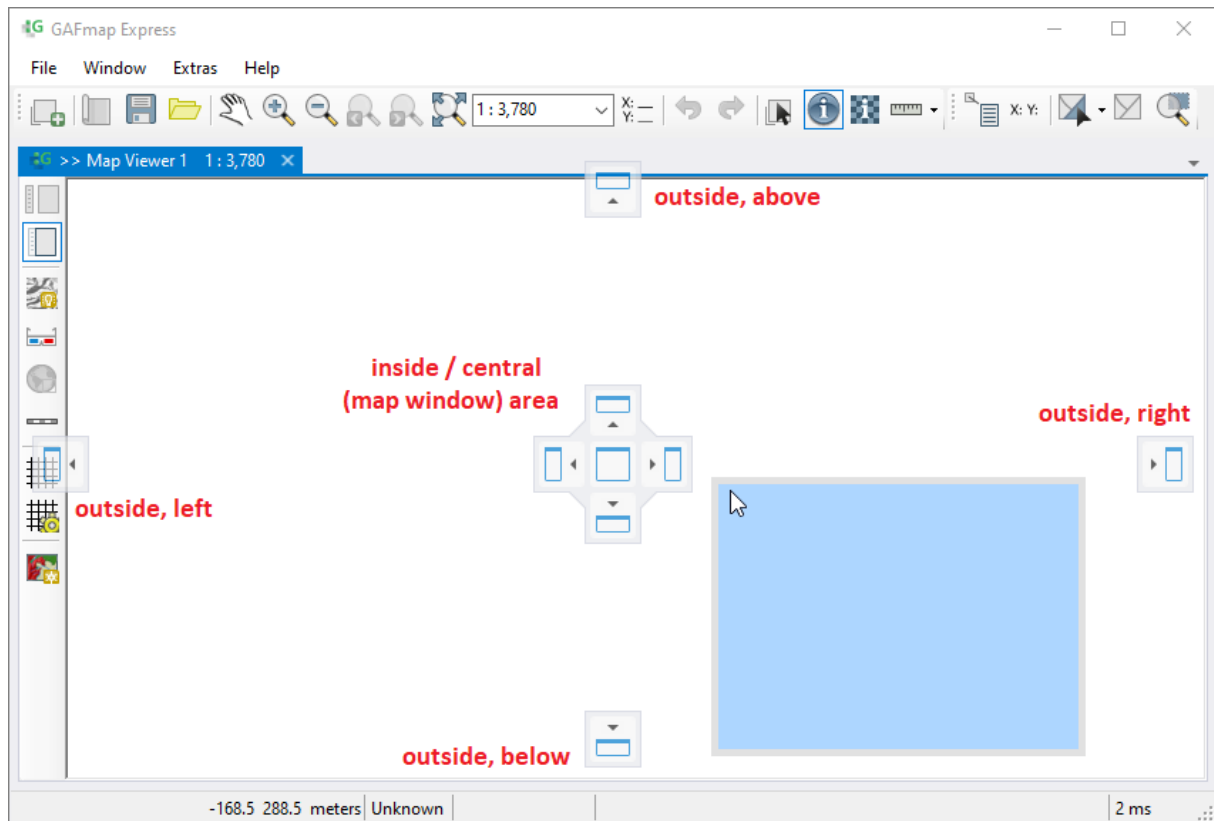 GAFmap Express
File Window Extras Help
1 : 3,780 X: Y: X: Y:
>> Map Viewer 1 1 : 3,780
outside, above
inside / central
(map window) area
outside, right
outside, left
outside, below
-168.5 288.5 meters Unknown 2 ms